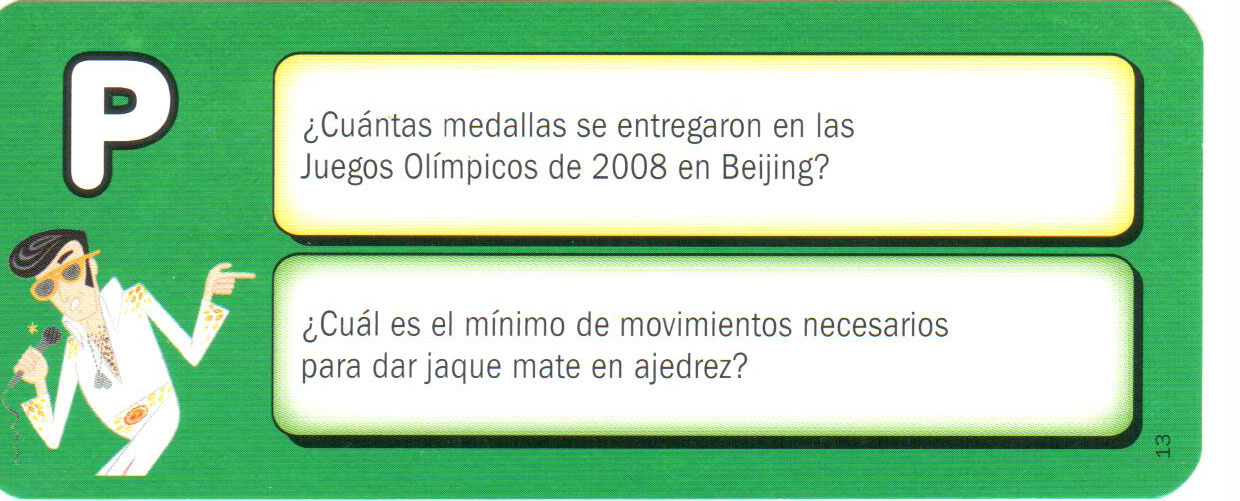 P
¿Cuántas medallas se entregaron en las
Juegos Olímpicos de 2008 en Beijing?
¿Cuál es el mínimo de movimientos necesarios
para dar jaque mate en ajedrez?
13